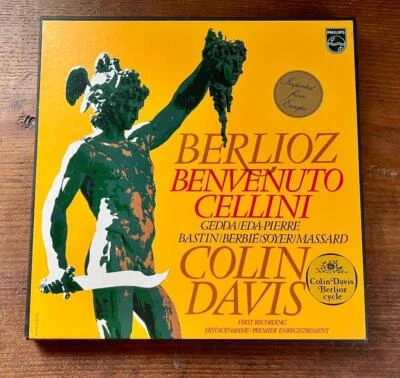 PHILIPS
Imported
from
Europe
BERLIOZ
BENVENUTO
CELLINI
GEDDA/EDA-PIERRE
BASTIN/BERBIÉ/SOYER/MASSARD
COLIN
DAVIS
Colin Davis
Berlioz
cycle
FIRST RECORDING
ERSTAUFNAHME/PREMIER ENREGISTREMENT